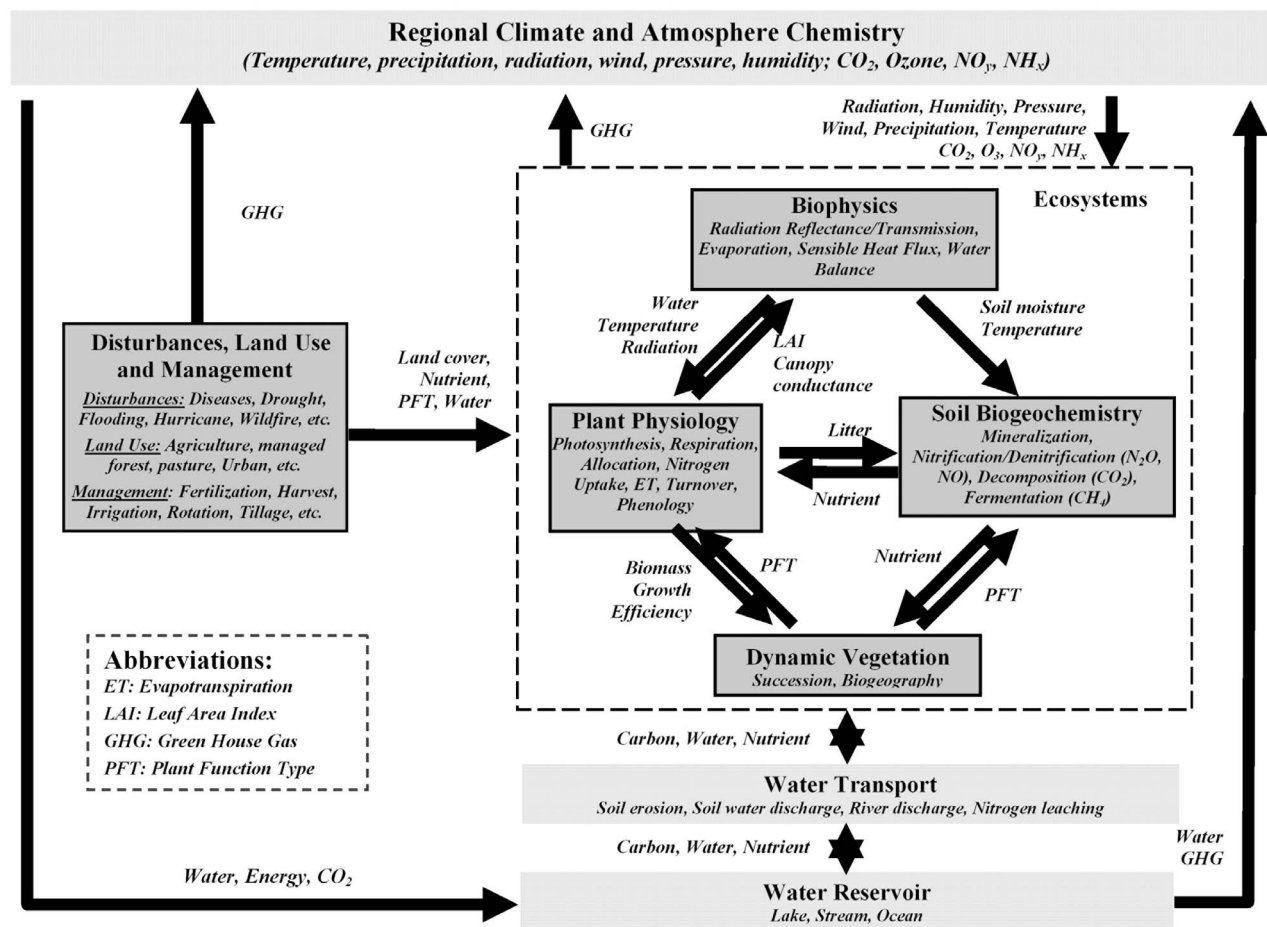 Regional Climate and Atmosphere Chemistry
(Temperature, precipitation, radiation, wind, pressure, humidity; CO₂, Ozone, NOy, NHx)
GHG
Radiation, Humidity, Pressure,
Wind, Precipitation, Temperature
CO₂, O₃, NOy, NHx
GHG
Ecosystems
Biophysics
Radiation Reflectance/Transmission,
Evaporation, Sensible Heat Flux, Water
Balance
Water
Temperature
Radiation
LAI
Canopy
conductance
Soil moisture
Temperature
Disturbances, Land Use
and Management
Disturbances: Diseases, Drought,
Flooding, Hurricane, Wildfire, etc.
Land Use: Agriculture, managed
forest, pasture, Urban, etc.
Management: Fertilization, Harvest,
Irrigation, Rotation, Tillage, etc.
Land cover,
Nutrient,
PFT, Water
Plant Physiology
Photosynthesis, Respiration,
Allocation, Nitrogen
Uptake, ET, Turnover,
Phenology
Litter
Nutrient
Soil Biogeochemistry
Mineralization,
Nitrification/Denitrification (N₂O,
NO), Decomposition (CO₂),
Fermentation (CH₄)
Biomass
Growth
Efficiency
PFT
Nutrient
PFT
Dynamic Vegetation
Succession, Biogeography
Abbreviations:
ET: Evapotranspiration
LAI: Leaf Area Index
GHG: Green House Gas
PFT: Plant Function Type
Carbon, Water, Nutrient
Water Transport
Soil erosion, Soil water discharge, River discharge, Nitrogen leaching
Carbon, Water, Nutrient
Water
GHG
Water, Energy, CO₂
Water Reservoir
Lake, Stream, Ocean